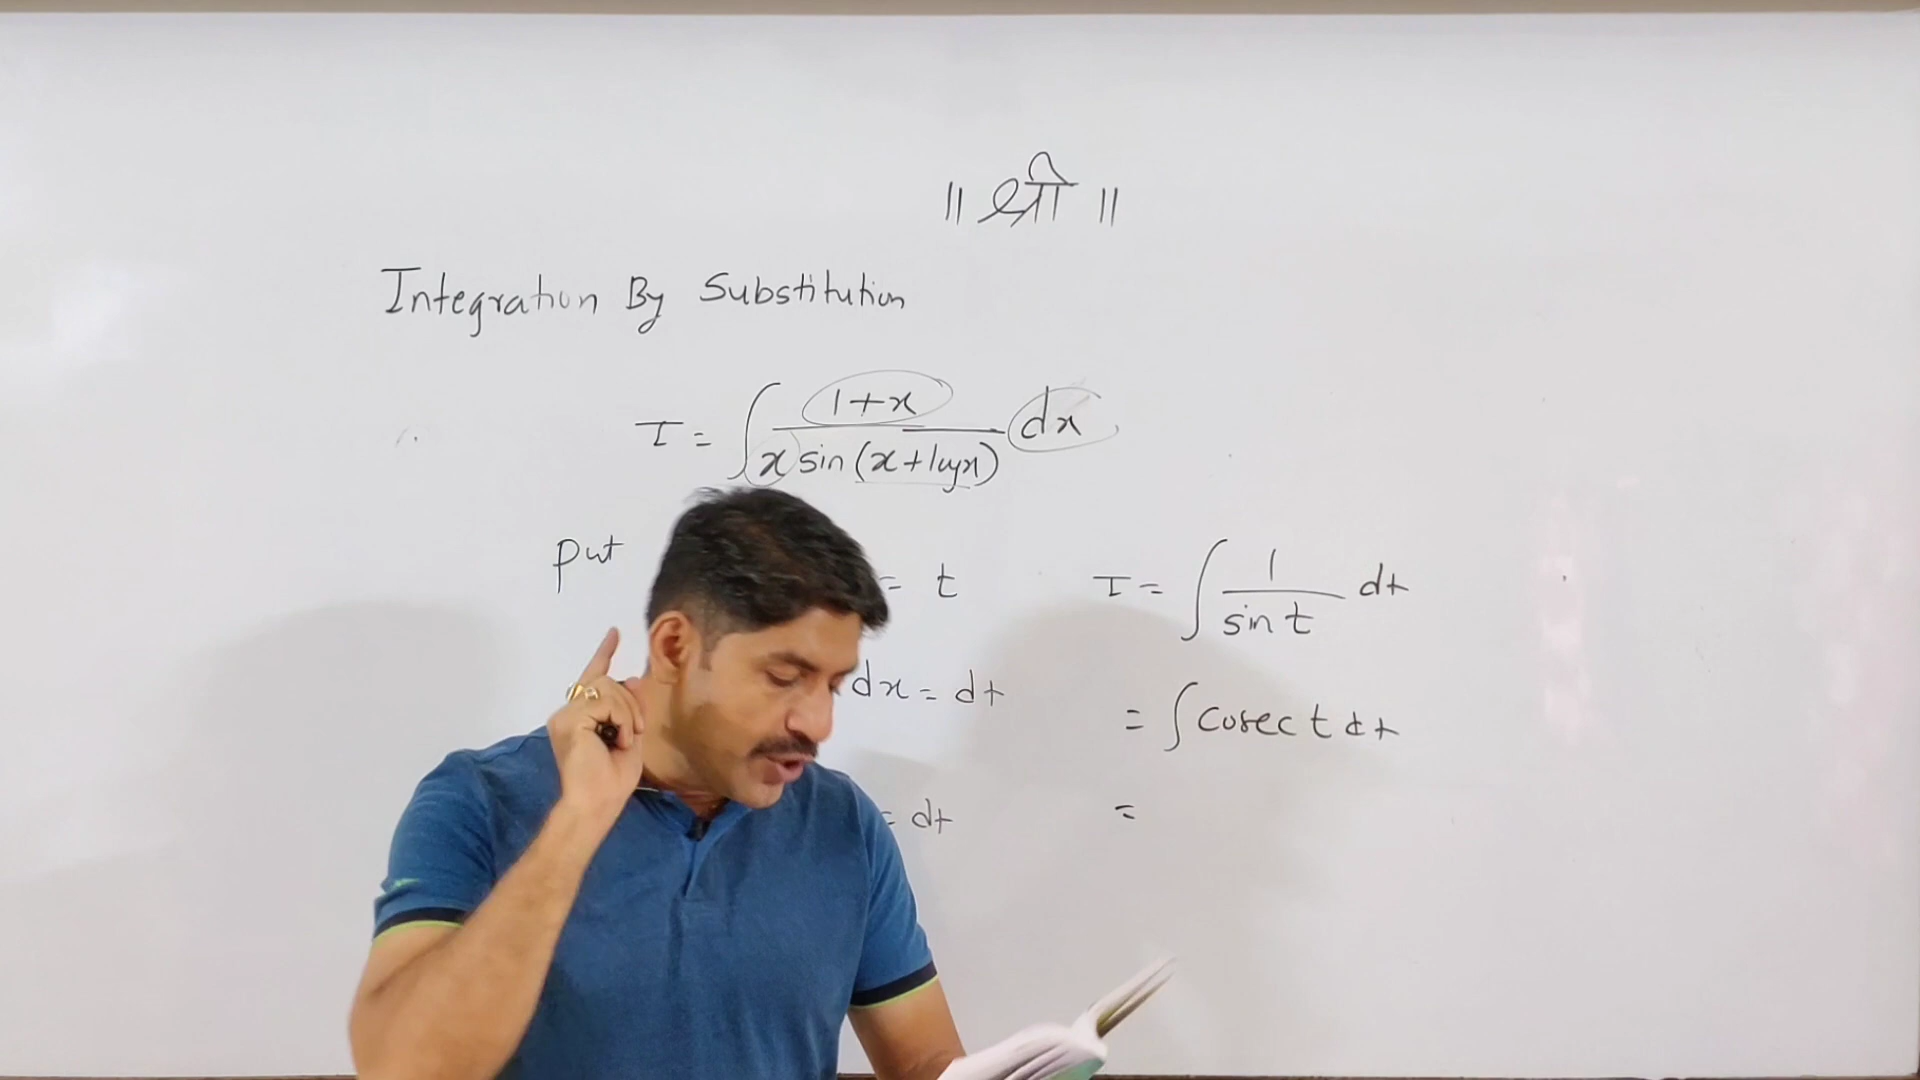 ॥ श्री ॥
Integration By Substitution
I = ∫ (1+x)/(x sin(x+logx)) dx
put = t
dx = dt
= dt
I = ∫ 1/(sin t) dt
= ∫ cosec t dt
=